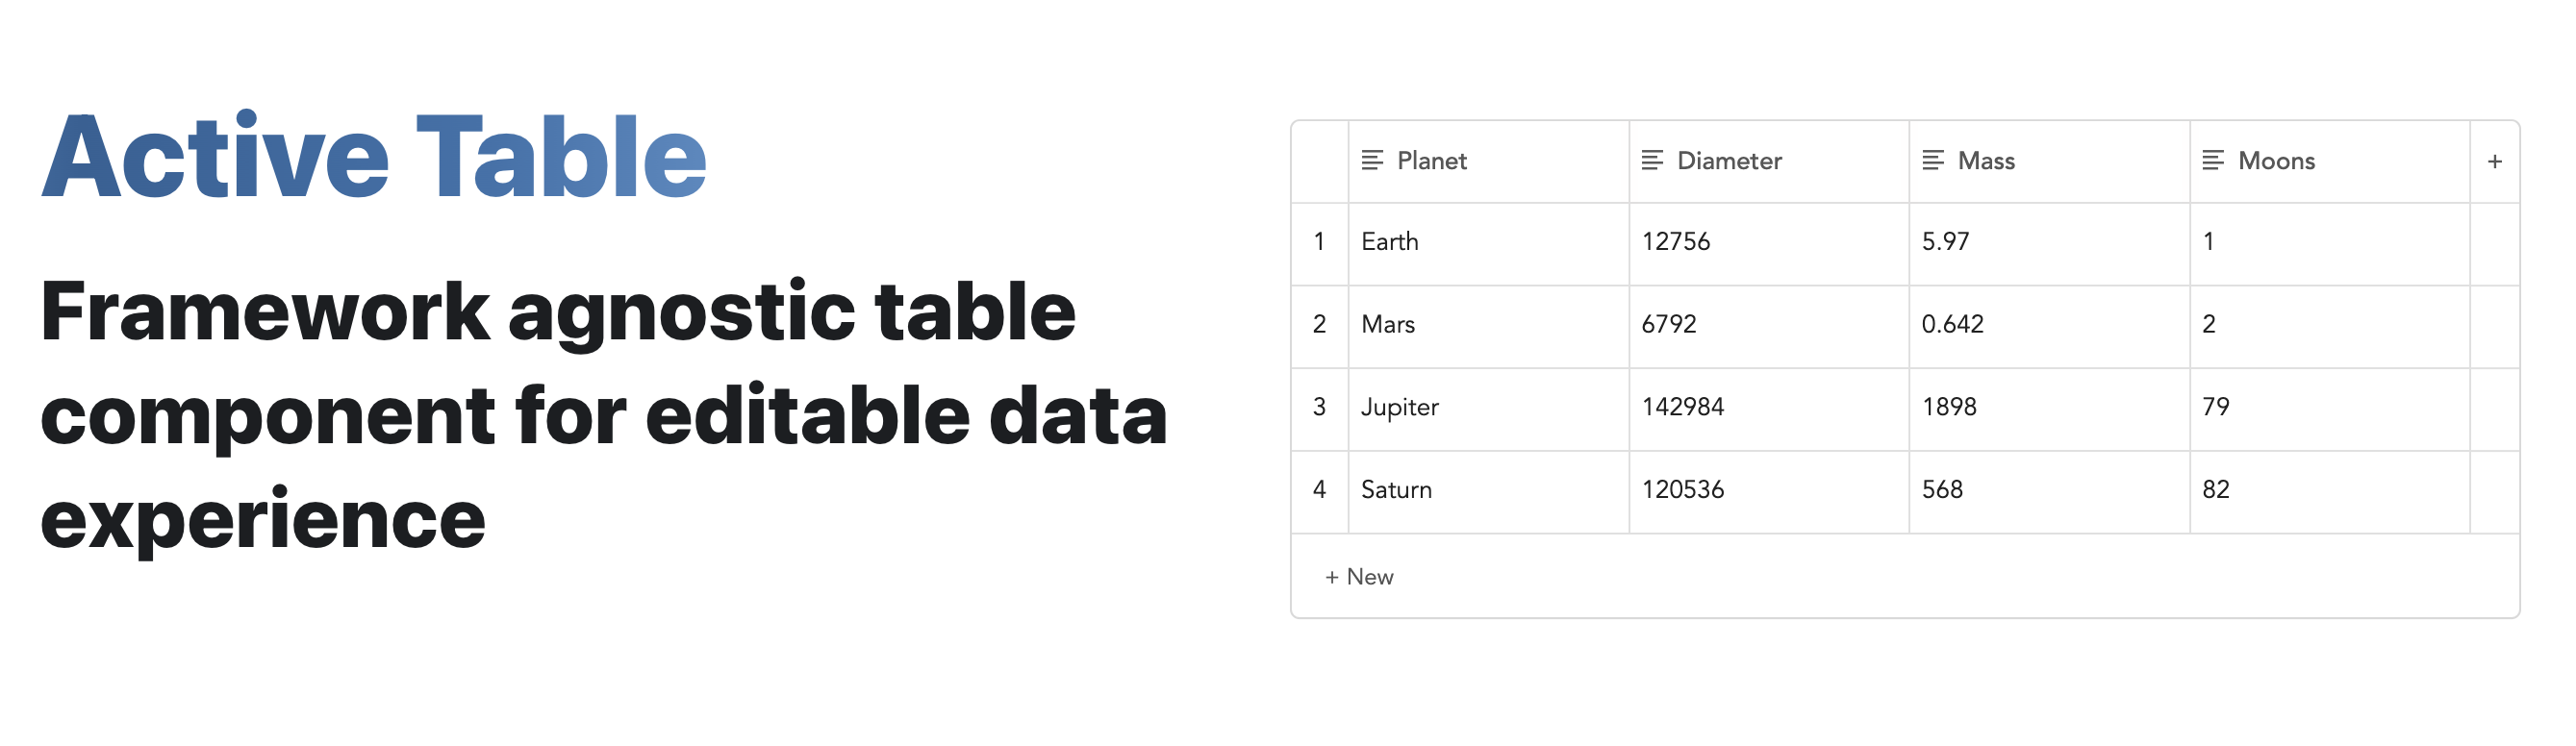 Active Table
Framework agnostic table
component for editable data
experience
Planet Diameter Mass Moons +
1 Earth 12756 5.97 1
2 Mars 6792 0.642 2
3 Jupiter 142984 1898 79
4 Saturn 120536 568 82
+ New